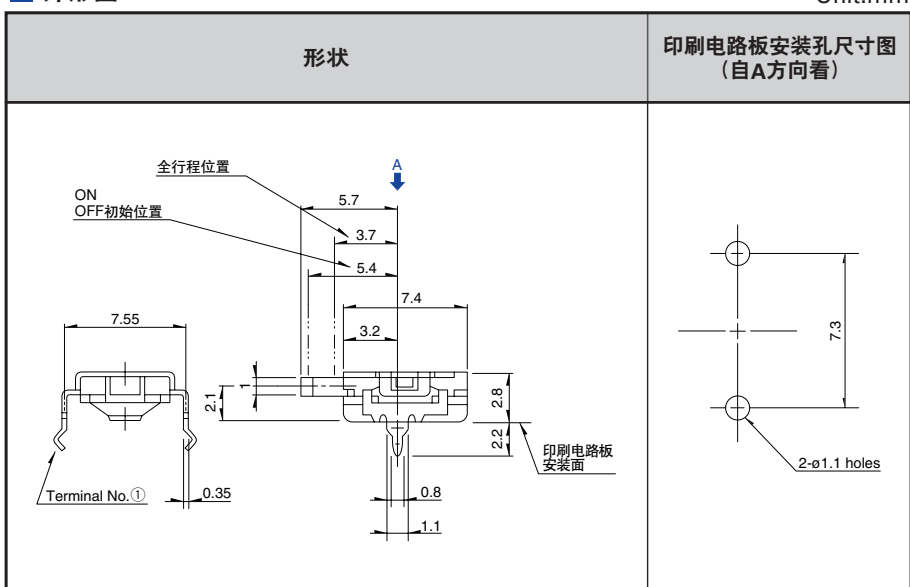 Unit:mm
形状
印刷电路板安装孔尺寸图
（自A方向看）
全行程位置
A
ON
OFF初始位置
5.7
3.7
5.4
7.4
3.2
7.55
1
2.1
2.8
2.2
印刷电路板
安装面
Terminal No.①
0.35
0.8
1.1
7.3
2-ø1.1 holes